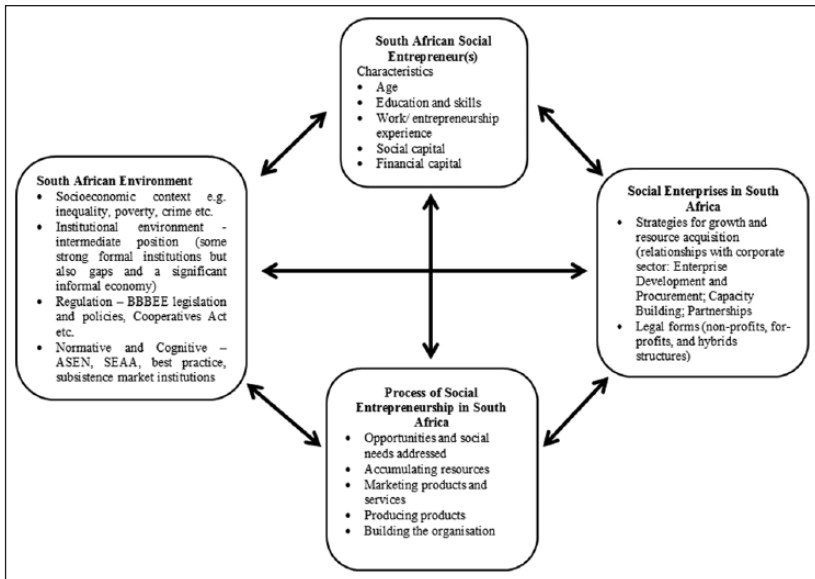 South African Social
Entrepreneur(s)
Characteristics
• Age
• Education and skills
• Work/ entrepreneurship
experience
• Social capital
• Financial capital
South African Environment
• Socioeconomic context e.g.
inequality, poverty, crime etc.
• Institutional environment -
intermediate position (some
strong formal institutions but
also gaps and a significant
informal economy)
• Regulation – BBBEE legislation
and policies, Cooperatives Act
etc.
• Normative and Cognitive –
ASEN, SEAA, best practice,
subsistence market institutions
Social Enterprises in South
Africa
• Strategies for growth and
resource acquisition
(relationships with corporate
sector: Enterprise
Development and
Procurement; Capacity
Building; Partnerships
• Legal forms (non-profits, for-
profits, and hybrids
structures)
Process of Social
Entrepreneurship in South
Africa
• Opportunities and social
needs addressed
• Accumulating resources
• Marketing products and
services
• Producing products
• Building the organisation